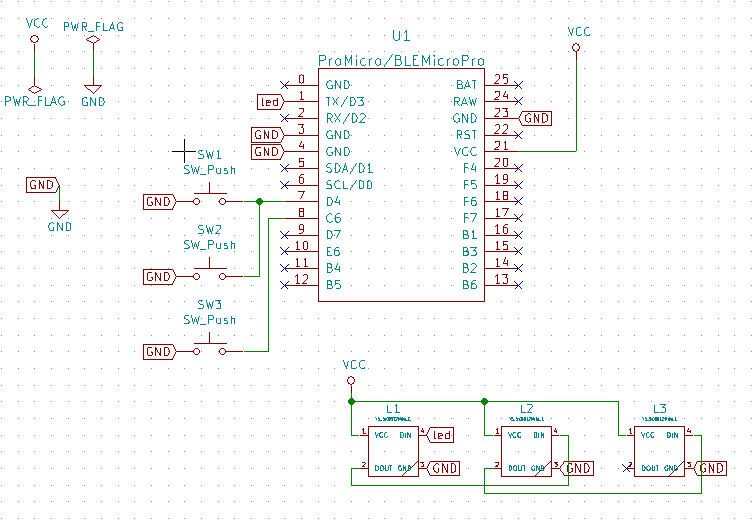 VCC
PWR_FLAG
PWR_FLAG
GND
GND
GND
U1
ProMicro/BLEMicroPro
VCC
0 GND BAT 25
led 1 TX/D3 RAW 24
2 RX/D2 GND 23 GND
GND 3 GND RST 22
GND 4 GND VCC 21
5 SDA/D1 F4 20
6 SCL/D0 F5 19
7 D4 F6 18
8 C6 F7 17
9 D7 B1 16
10 E6 B3 15
11 B4 B2 14
12 B5 B6 13
SW1
SW_Push
GND
SW2
SW_Push
GND
SW3
SW_Push
GND
VCC
L1
1 VCC DIN 4 led
2 DOUT GND 3 GND
L2
1 VCC DIN 4
2 DOUT GND 3 GND
L3
1 VCC DIN 4
2 DOUT GND 3 GND